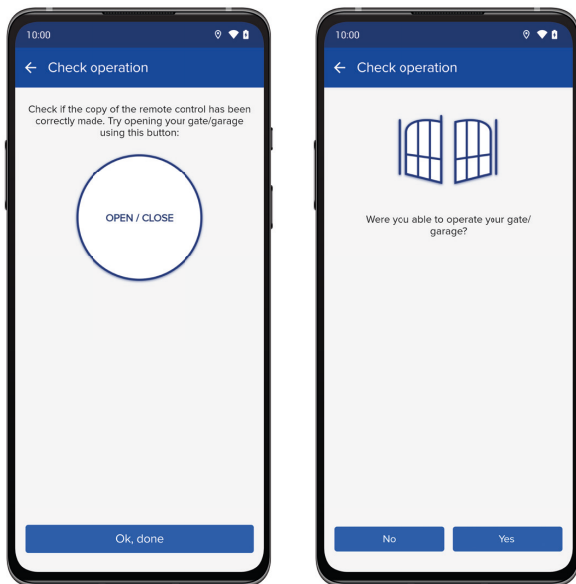 10:00
Check operation
Check if the copy of the remote control has been
correctly made. Try opening your gate/garage
using this button:
OPEN / CLOSE
Ok, done
10:00
Check operation
Were you able to operate your gate/
garage?
No
Yes